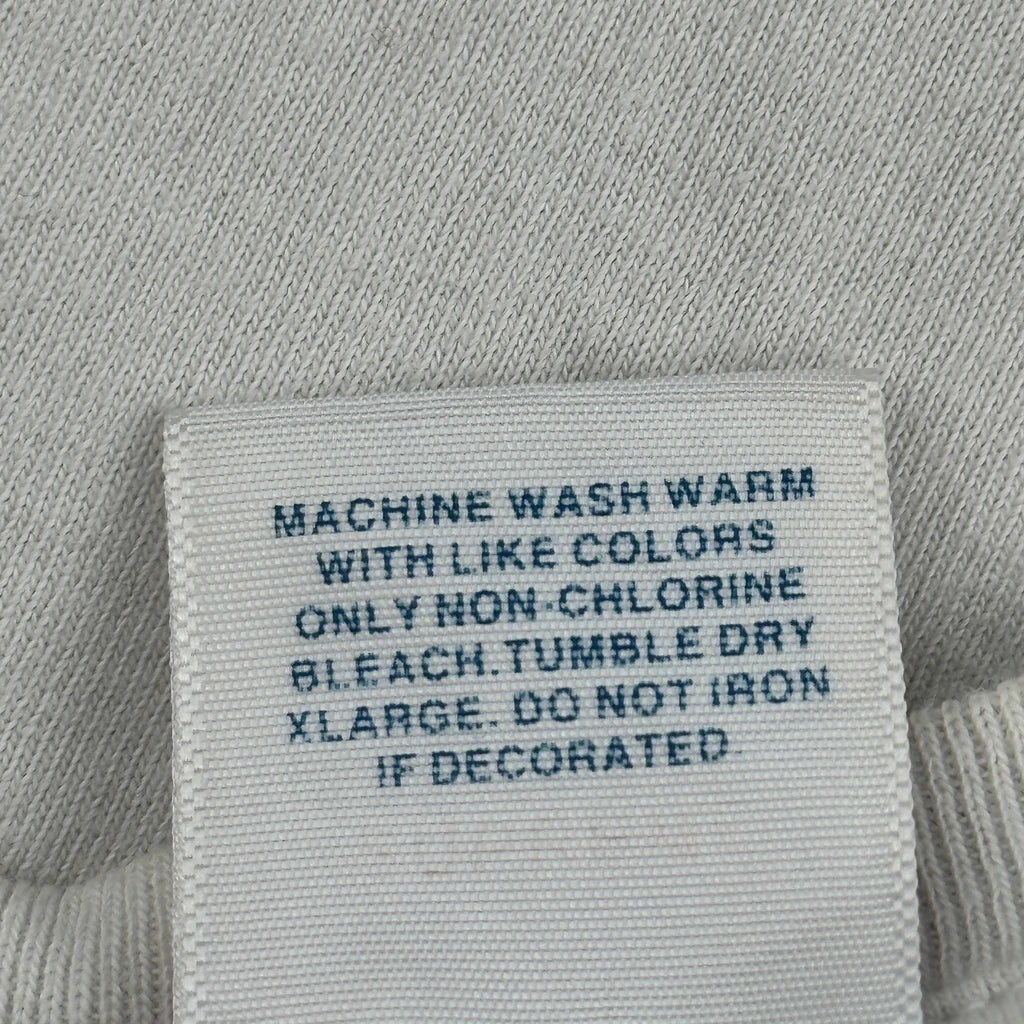 MACHINE WASH WARM
WITH LIKE COLORS
ONLY NON-CHLORINE
BLEACH. TUMBLE DRY
XLARGE. DO NOT IRON
IF DECORATED.